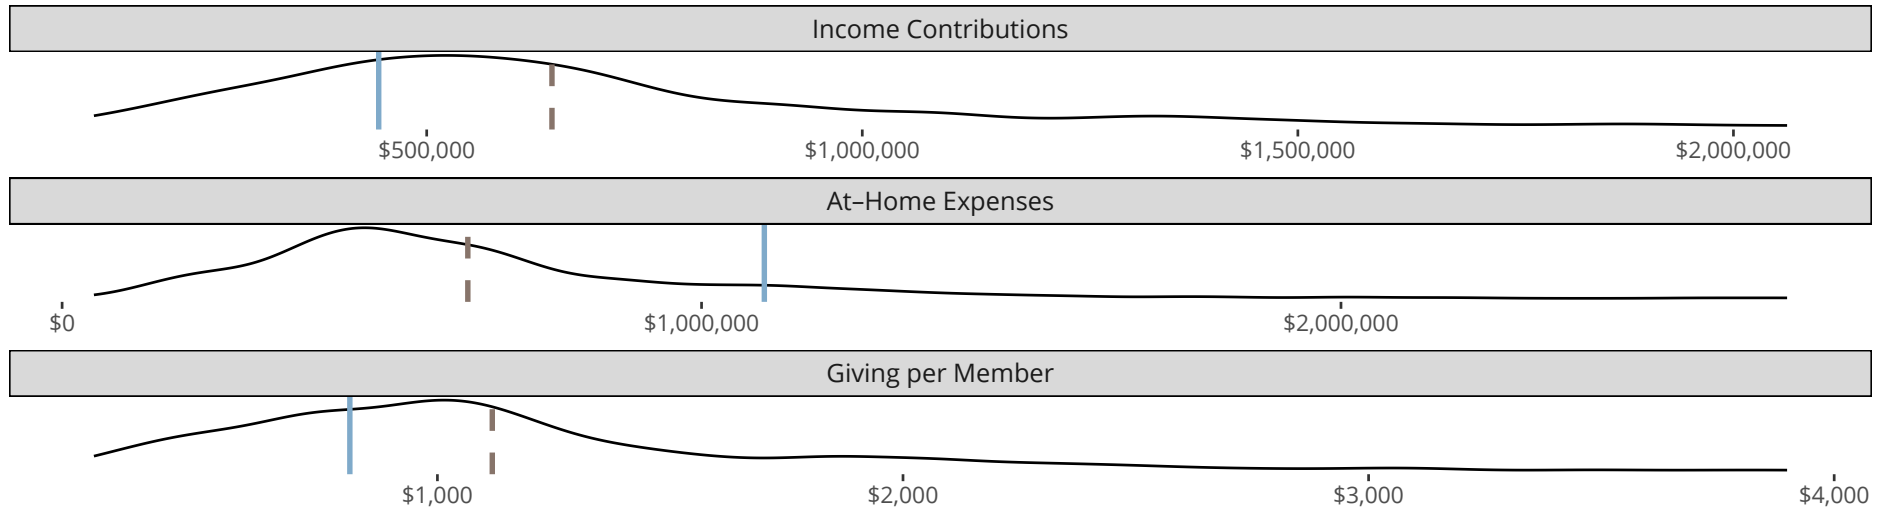 Income Contributions
$500,000 $1,000,000 $1,500,000 $2,000,000
At–Home Expenses
$0 $1,000,000 $2,000,000
Giving per Member
$1,000 $2,000 $3,000 $4,000